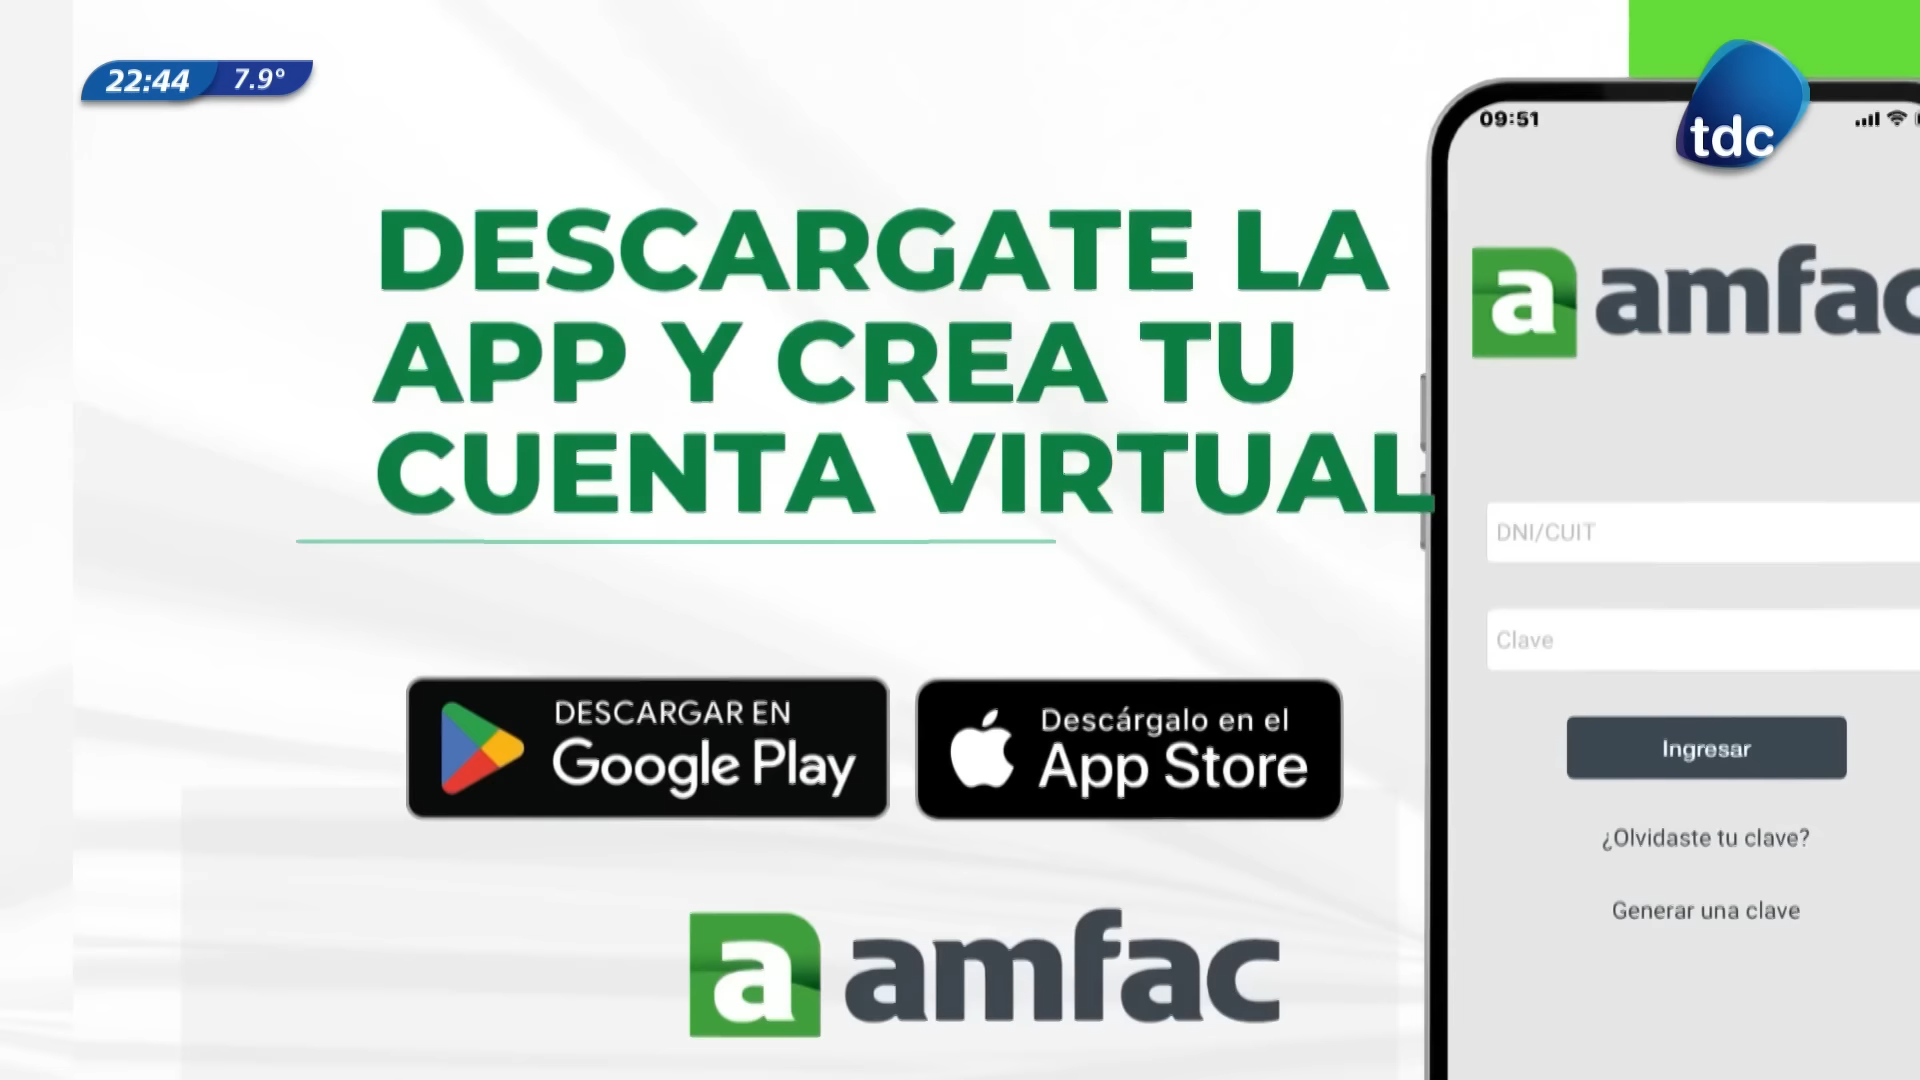 22:44 7.9°
tdc
DESCARGATE LA
APP Y CREA TU
CUENTA VIRTUAL
DESCARGAR EN
Google Play
Descárgalo en el
App Store
a amfac
09:51
a amfac
DNI/CUIT
Clave
Ingresar
¿Olvidaste tu clave?
Generar una clave